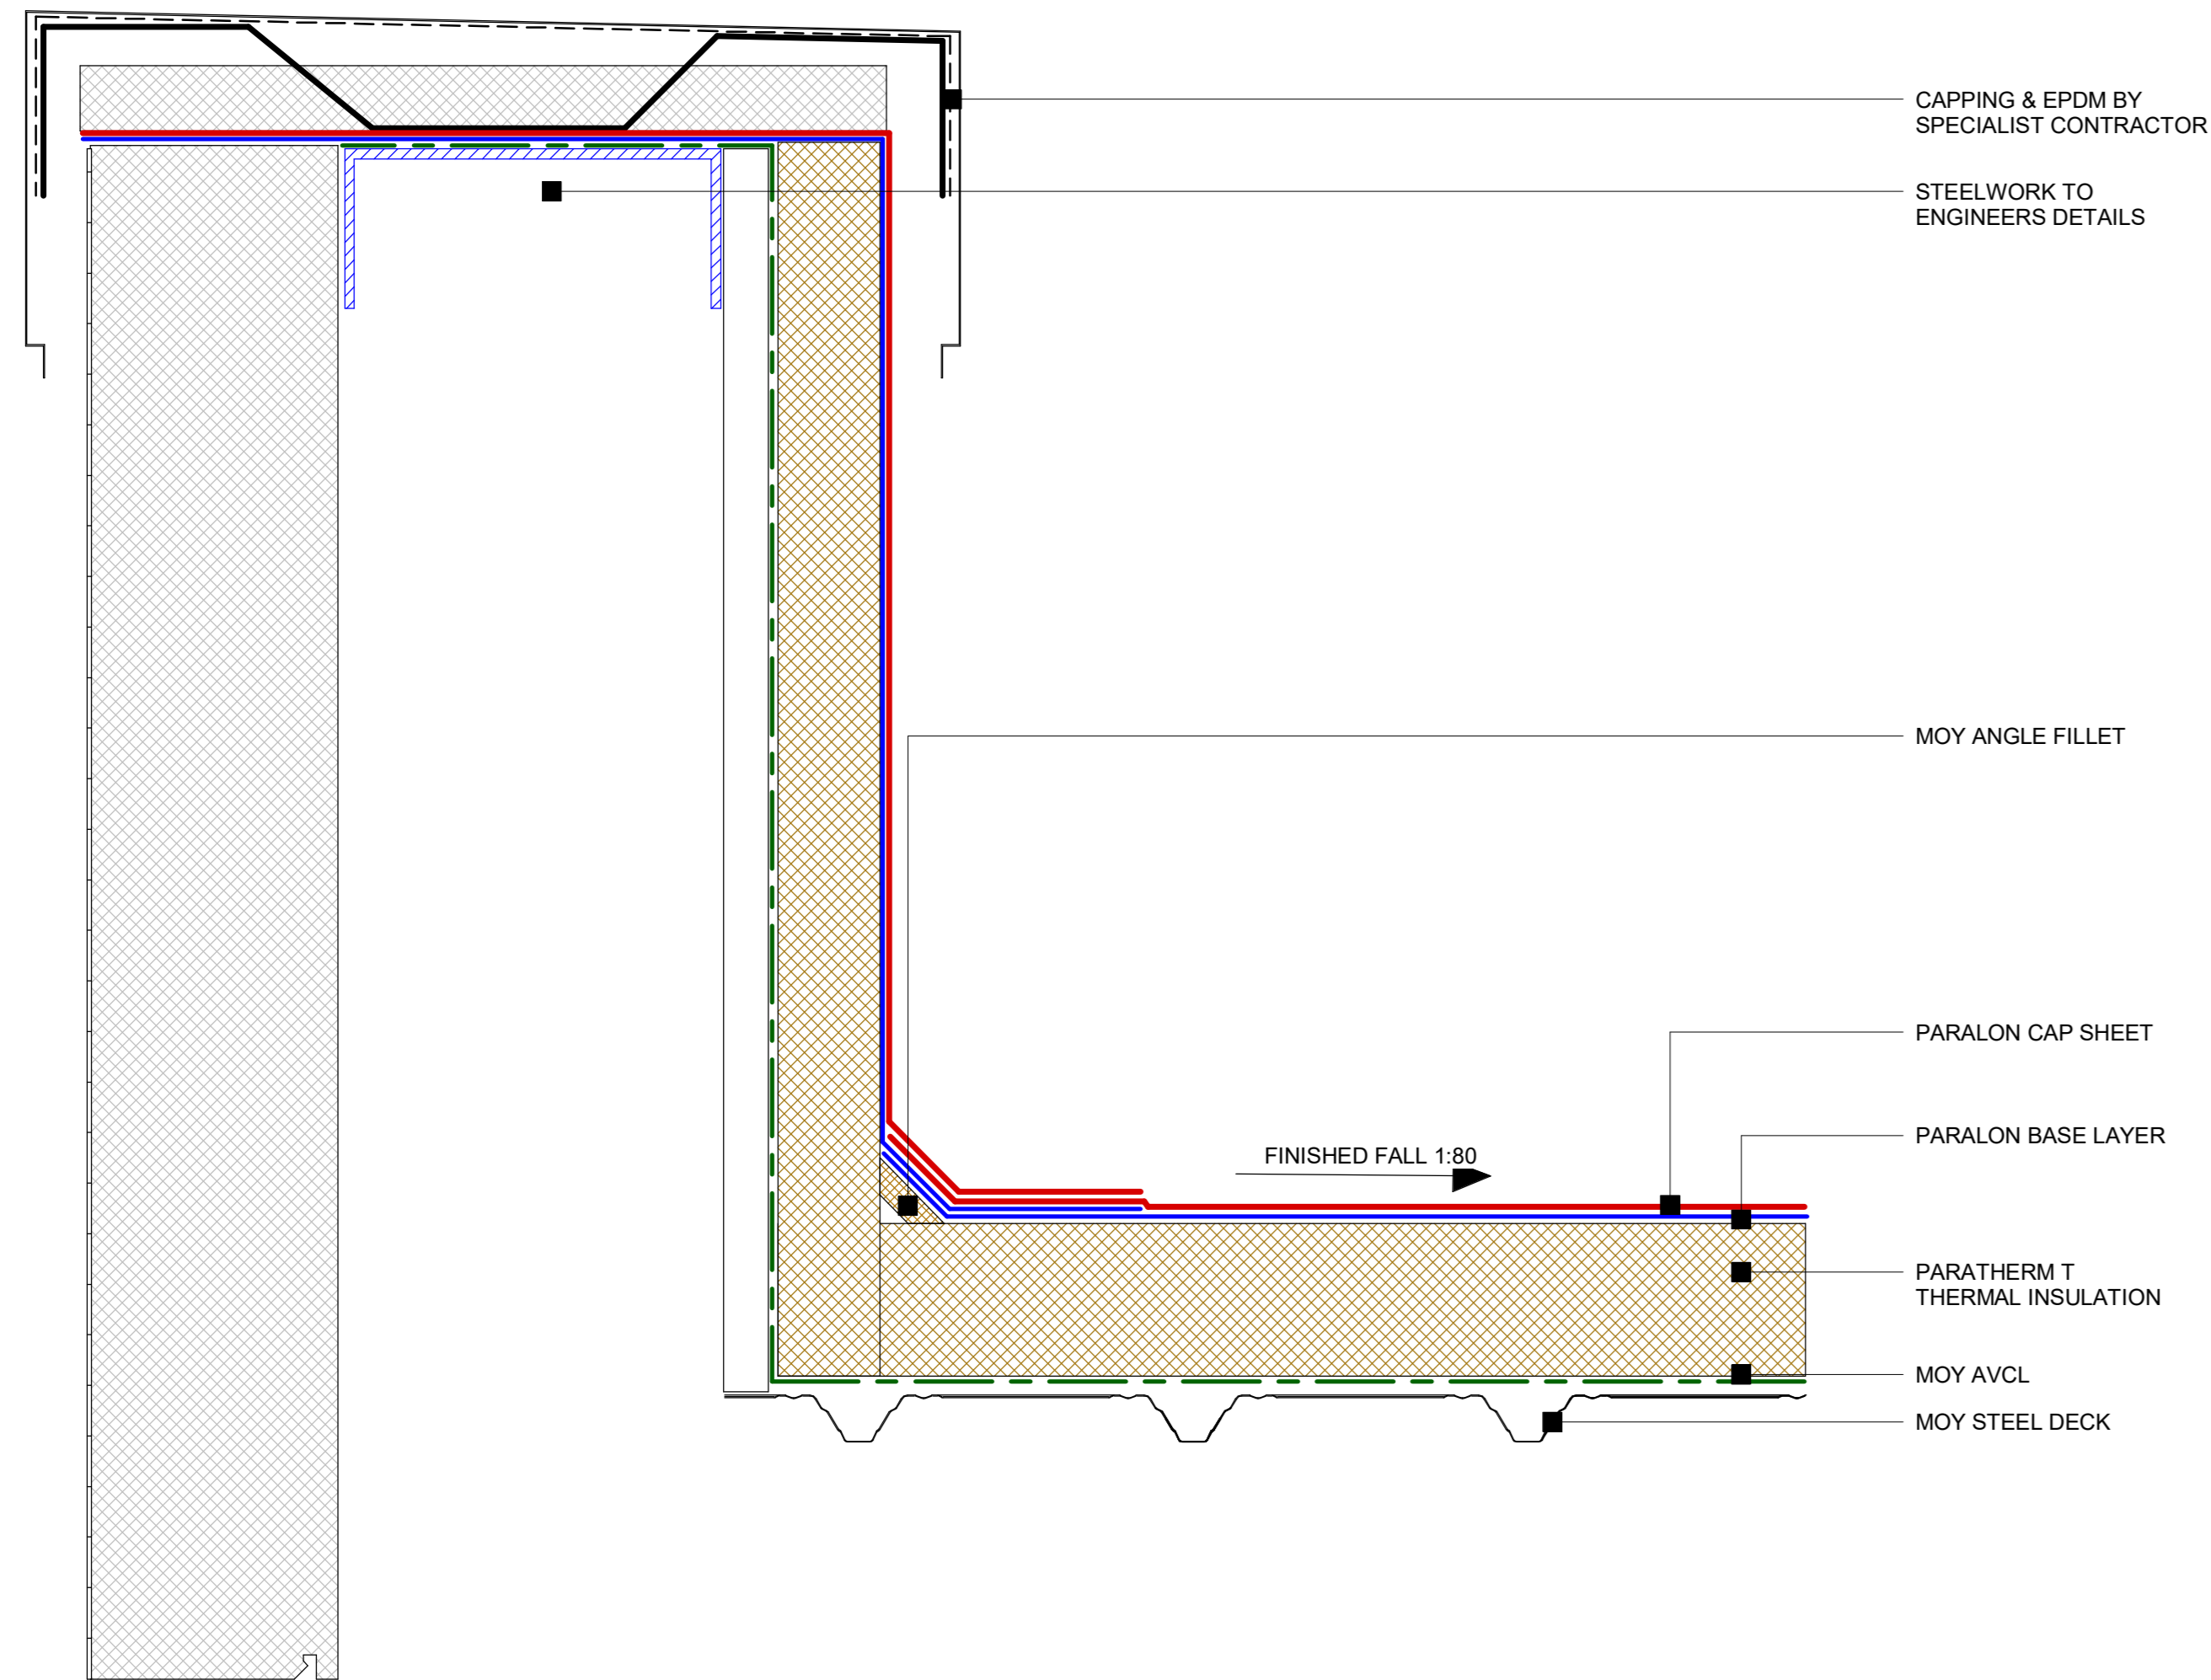 CAPPING & EPDM BY
SPECIALIST CONTRACTOR
STEELWORK TO
ENGINEERS DETAILS
MOY ANGLE FILLET
PARALON CAP SHEET
PARALON BASE LAYER
FINISHED FALL 1:80
PARATHERM T
THERMAL INSULATION
MOY AVCL
MOY STEEL DECK